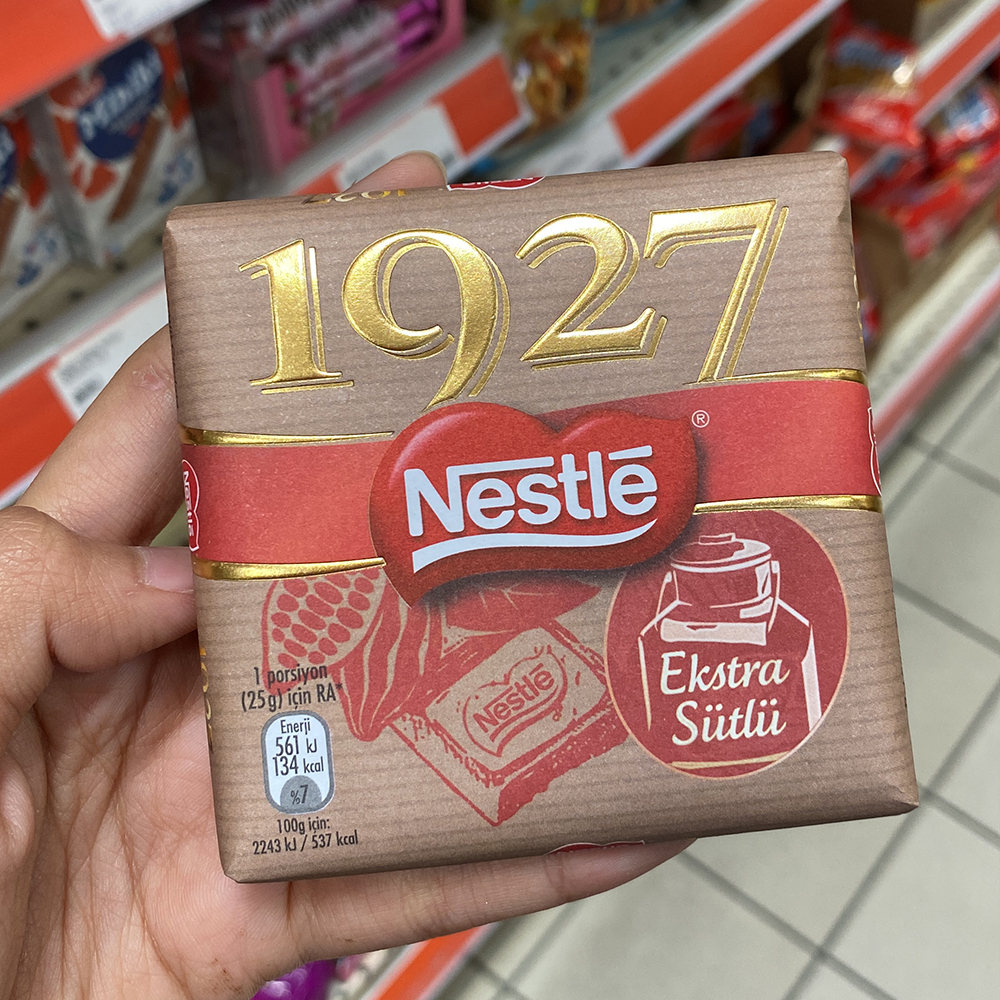 1927
Nestlé
®
Nestlé
Ekstra
Sütlü
1 porsiyon
(25g) için RA*
Enerji
561 kJ
134 kcal
%7
100g için:
2243 kJ / 537 kcal
Nestlé